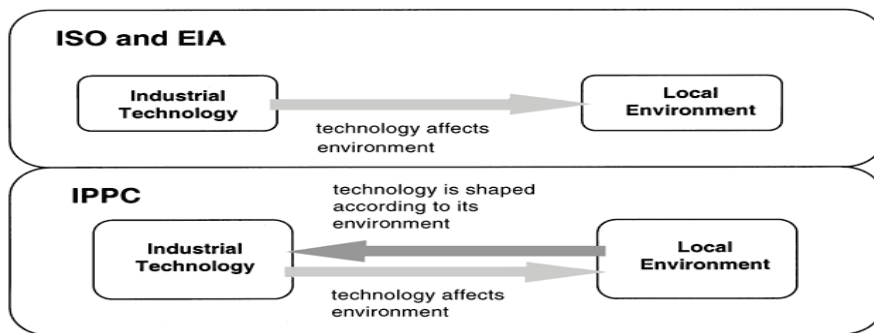 ISO and EIA
Industrial
Technology
Local
Environment
technology affects
environment
IPPC
technology is shaped
according to its
environment
Industrial
Technology
Local
Environment
technology affects
environment